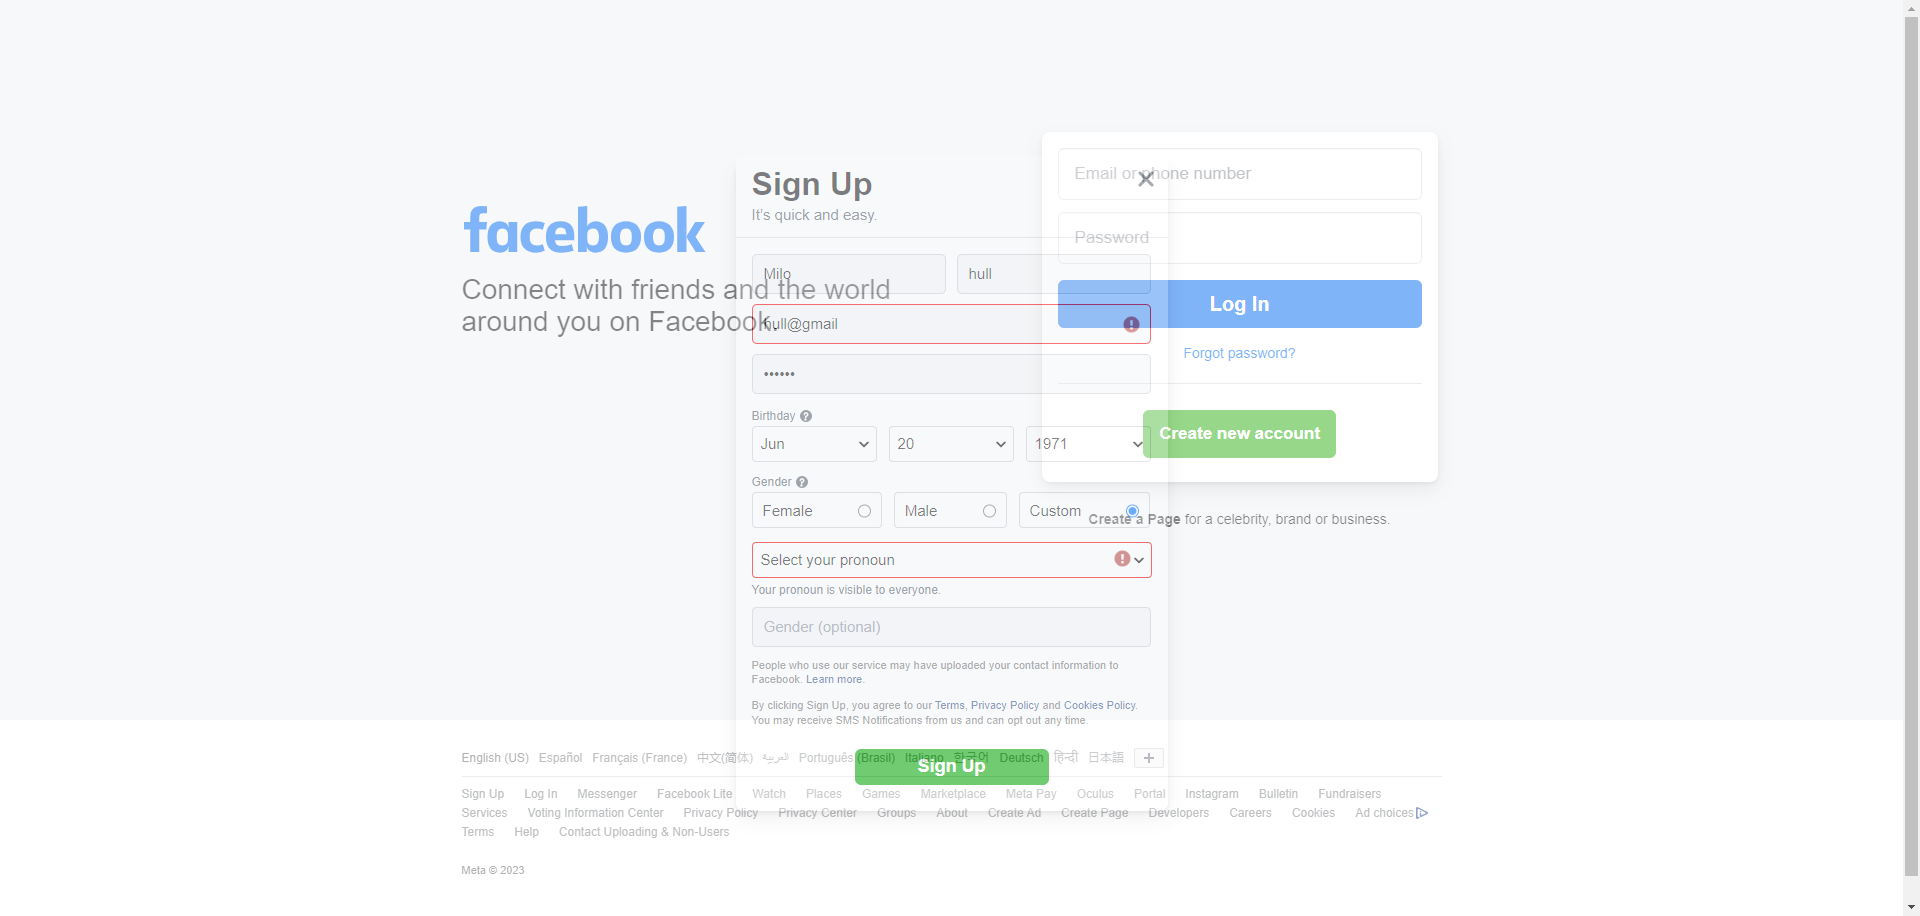 facebook
Connect with friends and the world
around you on Facebook.
Email or phone number
Password
Log In
Forgot password?
Create new account
Create a Page for a celebrity, brand or business.
Sign Up
It's quick and easy.
Milo
hull
hull@gmail
••••••
Birthday
Jun
20
1971
Gender
Female
Male
Custom
Select your pronoun
Your pronoun is visible to everyone.
Gender (optional)
People who use our service may have uploaded your contact information to
Facebook. Learn more.
By clicking Sign Up, you agree to our Terms, Privacy Policy and Cookies Policy.
You may receive SMS Notifications from us and can opt out any time.
Sign Up
English (US) Español Français (France) 中文(简体) العربية Português (Brasil) Italiano 한국어 Deutsch हिन्दी 日本語
Sign Up Log In Messenger Facebook Lite Watch Places Games Marketplace Meta Pay Oculus Portal Instagram Bulletin Fundraisers
Services Voting Information Center Privacy Policy Privacy Center Groups About Create Ad Create Page Developers Careers Cookies Ad choices
Terms Help Contact Uploading & Non-Users
Meta © 2023